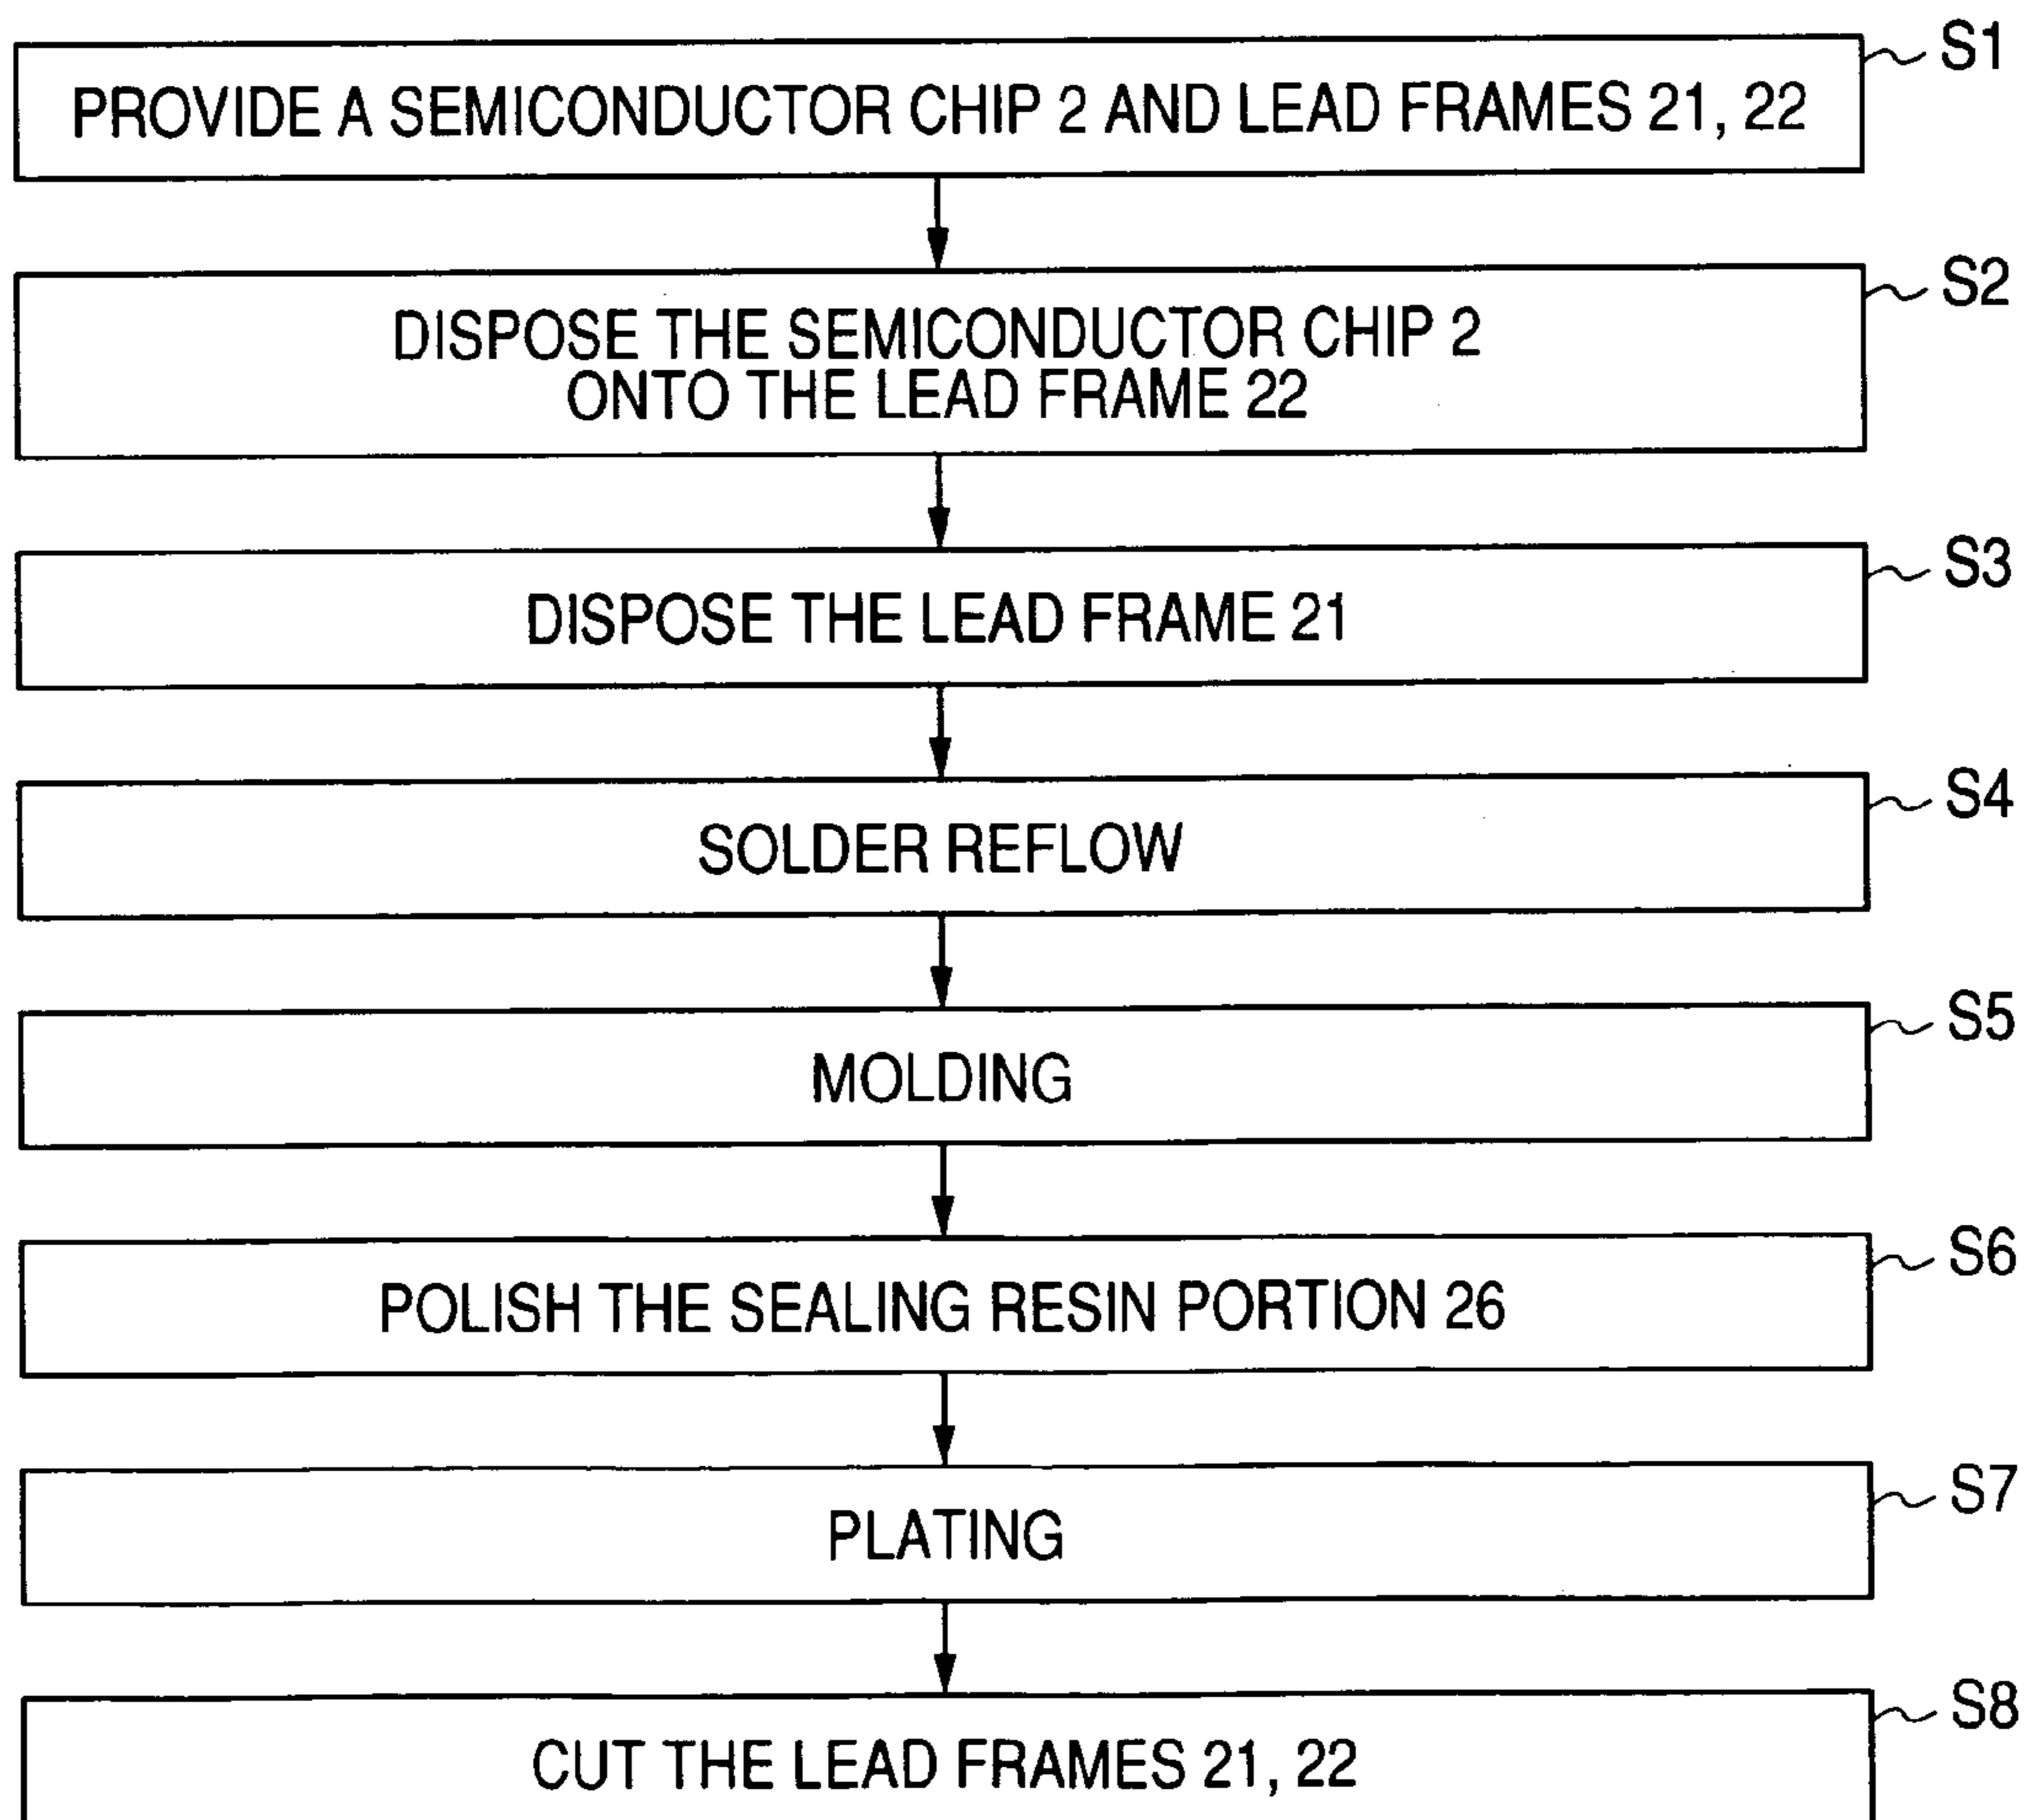 S1
PROVIDE A SEMICONDUCTOR CHIP 2 AND LEAD FRAMES 21, 22
S2
DISPOSE THE SEMICONDUCTOR CHIP 2
ONTO THE LEAD FRAME 22
S3
DISPOSE THE LEAD FRAME 21
S4
SOLDER REFLOW
S5
MOLDING
S6
POLISH THE SEALING RESIN PORTION 26
S7
PLATING
S8
CUT THE LEAD FRAMES 21, 22